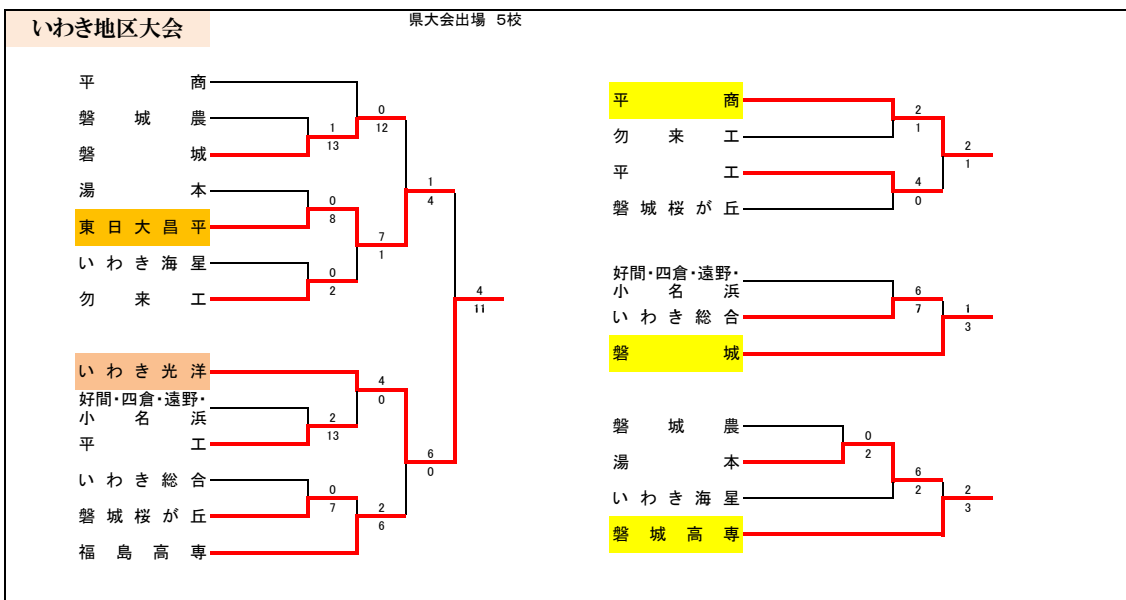 いわき地区大会
県大会出場 5校
平商
磐城農
磐城
湯本
東日大昌平
いわき海星
勿来工
いわき光洋
好間・四倉・遠野・
小名浜
平工
いわき総合
磐城桜が丘
福島高専
0
12
1
13
0
8
7
1
0
2
1
4
4
11
4
0
2
13
6
0
0
7
2
6
平商
勿来工
平工
磐城桜が丘
2
1
2
1
4
0
好間・四倉・遠野・
小名浜
いわき総合
磐城
6
7
1
3
磐城農
湯本
いわき海星
磐城高専
0
2
6
2
2
3